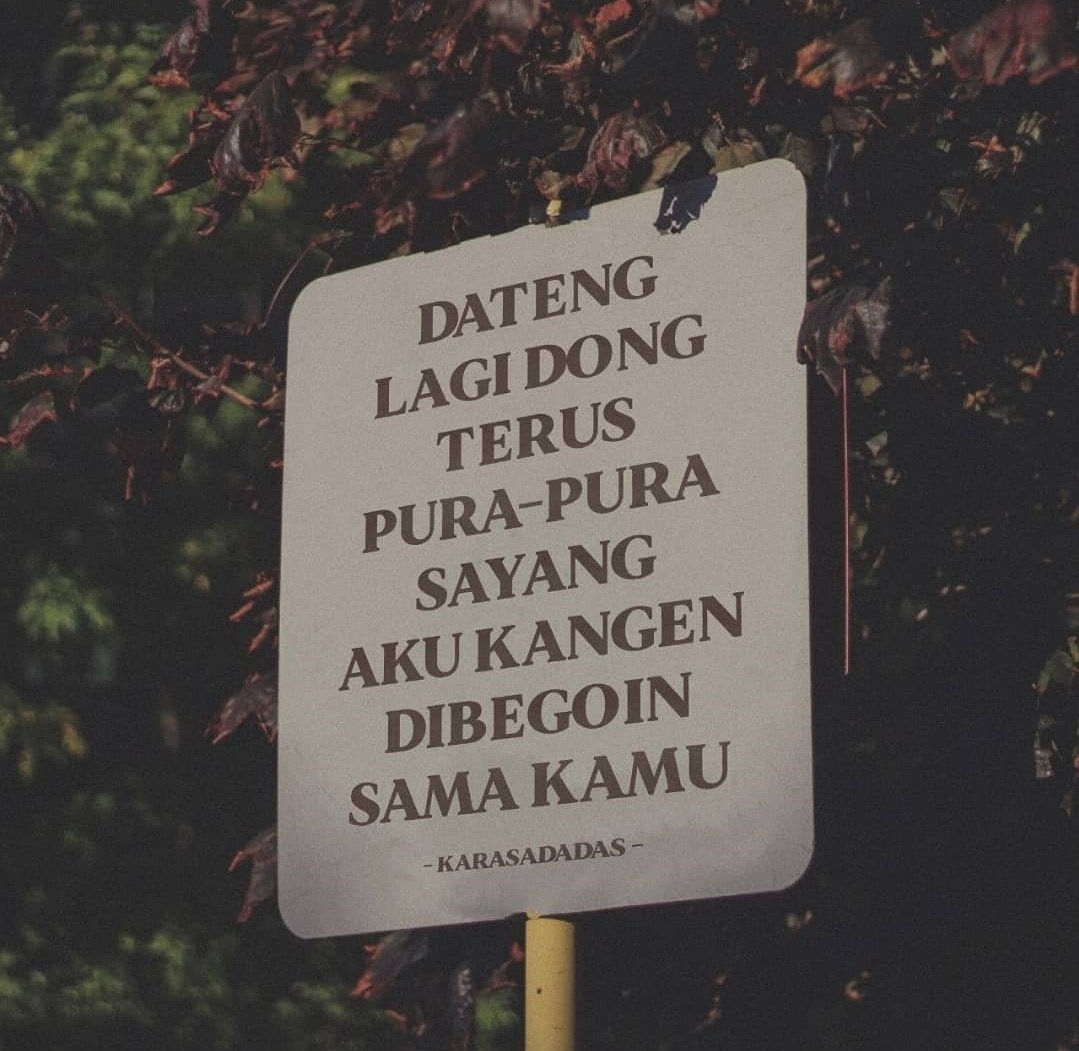 DATENG
LAGI DONG
TERUS
PURA-PURA
SAYANG
AKU KANGEN
DIBEGOIN
SAMA KAMU
- KARASADADAS -